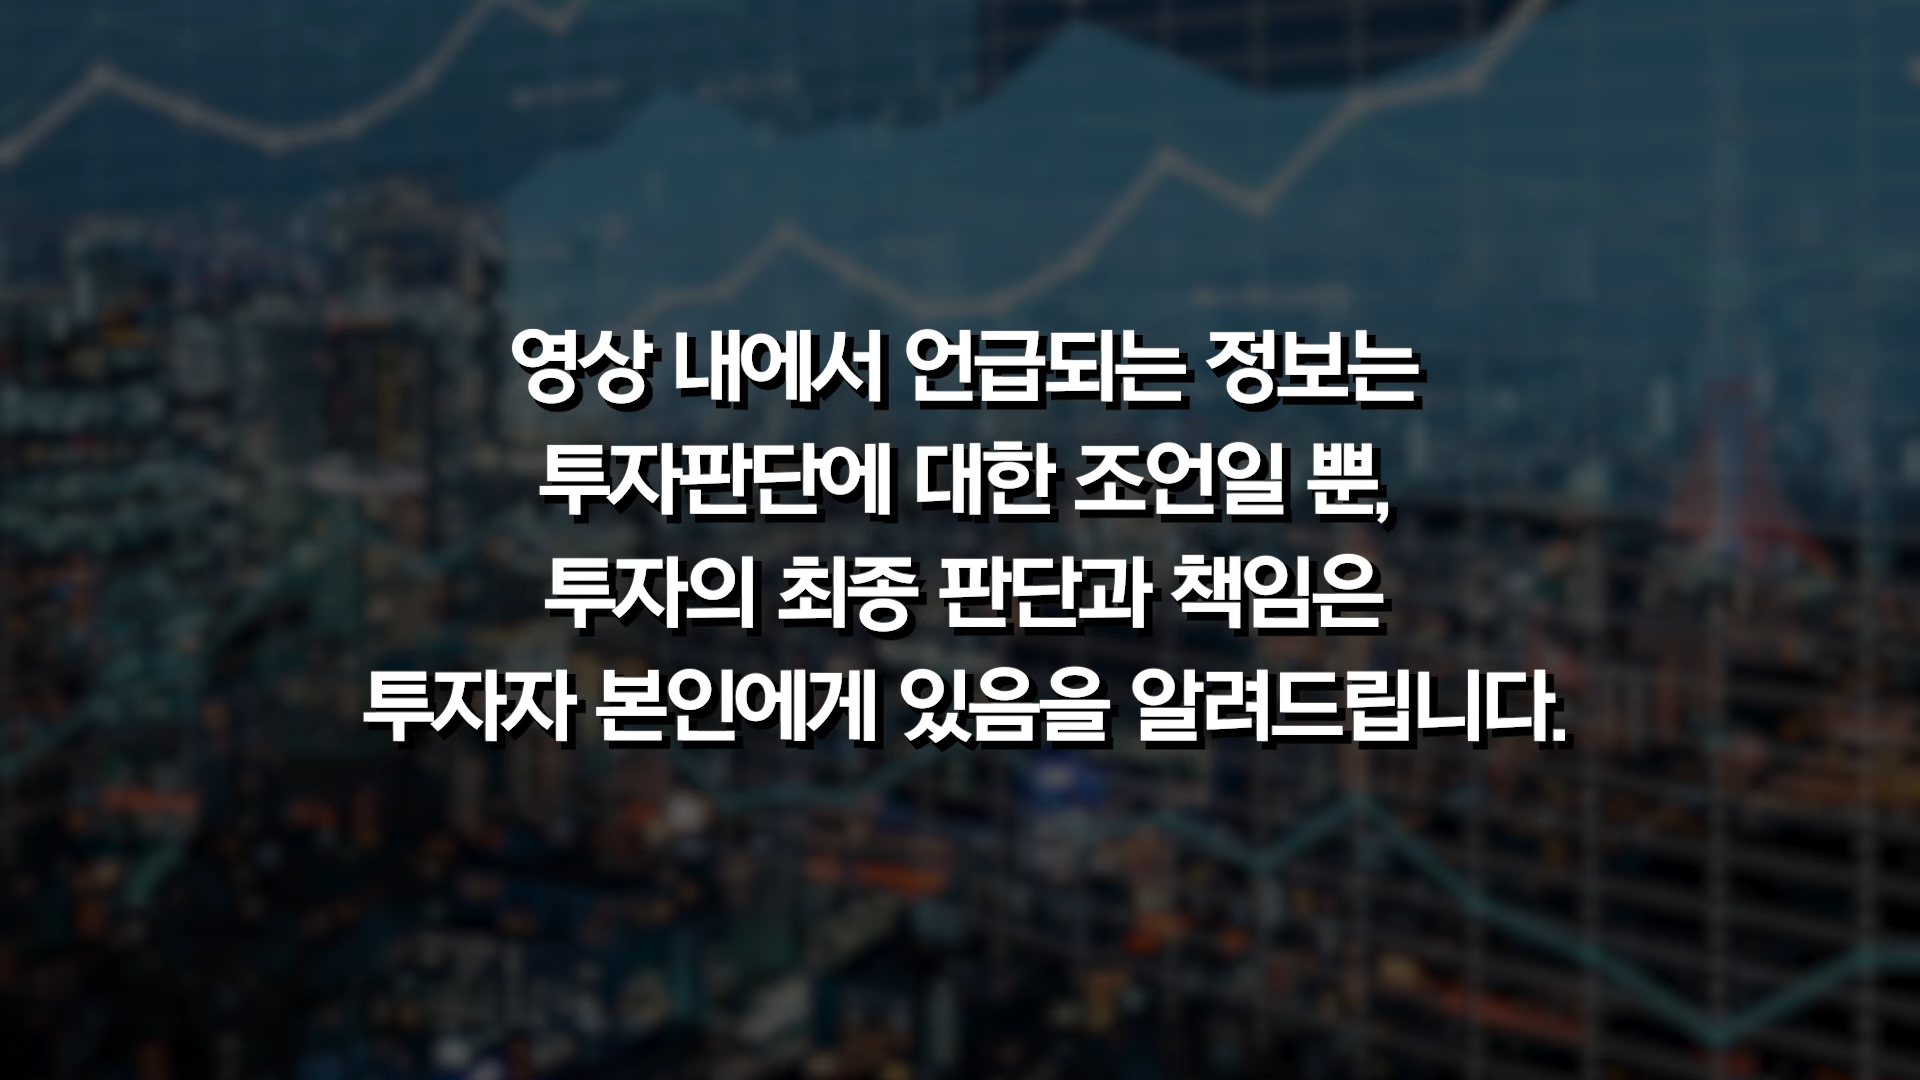 영상 내에서 언급되는 정보는
투자판단에 대한 조언일 뿐,
투자의 최종 판단과 책임은
투자자 본인에게 있음을 알려드립니다.